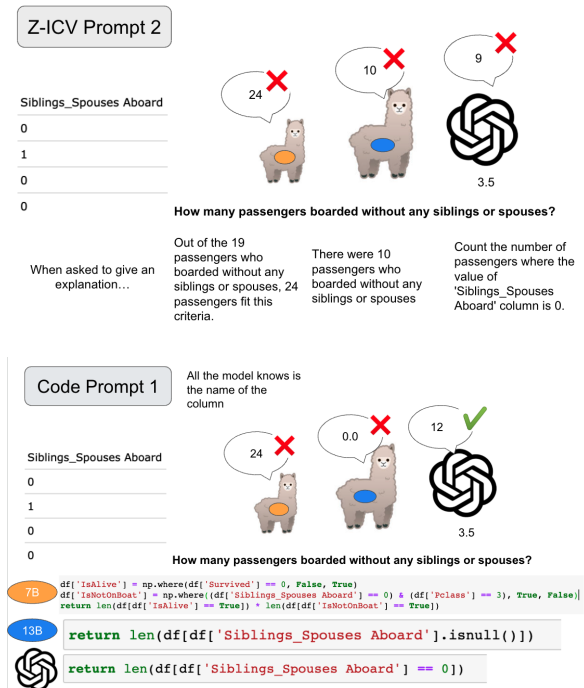 Z-ICV Prompt 2
24
10
9
Siblings_Spouses Aboard
0
1
0
0
3.5
How many passengers boarded without any siblings or spouses?
When asked to give an
explanation…
Out of the 19
passengers who
boarded without any
siblings or spouses, 24
passengers fit this
criteria.
There were 10
passengers who
boarded without any
siblings or spouses
Count the number of
passengers where the
value of
'Siblings_Spouses
Aboard' column is 0.
Code Prompt 1
All the model knows is
the name of the
column
24
0.0
12
Siblings_Spouses Aboard
0
1
0
0
3.5
How many passengers boarded without any siblings or spouses?
7B
df['IsAlive'] = np.where(df['Survived'] == 0, False, True)
df['IsNotOnBoat'] = np.where((df['Siblings_Spouses Aboard'] == 0) & (df['Pclass'] == 3), True, False)
return len(df[df['IsAlive'] == True]) * len(df[df['IsNotOnBoat'] == True])
13B
return len(df[df['Siblings_Spouses Aboard'].isnull()])
return len(df[df['Siblings_Spouses Aboard'] == 0])